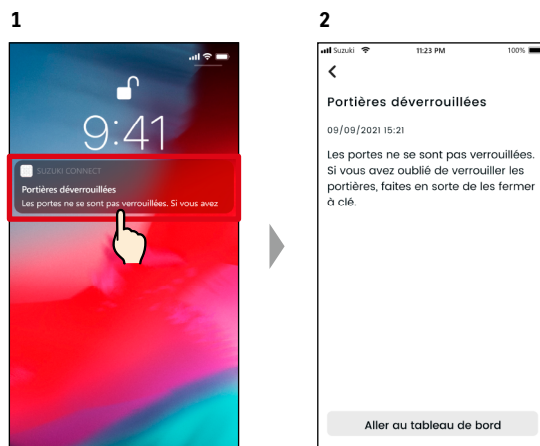 1
9:41
SUZUKI CONNECT
Portières déverrouillées
Les portes ne se sont pas verrouillées. Si vous avez
2
Suzuki 11:23 PM 100%
Portières déverrouillées
09/09/2021 15:21
Les portes ne se sont pas verrouillées.
Si vous avez oublié de verrouiller les
portières, faites en sorte de les fermer
à clé.
Aller au tableau de bord